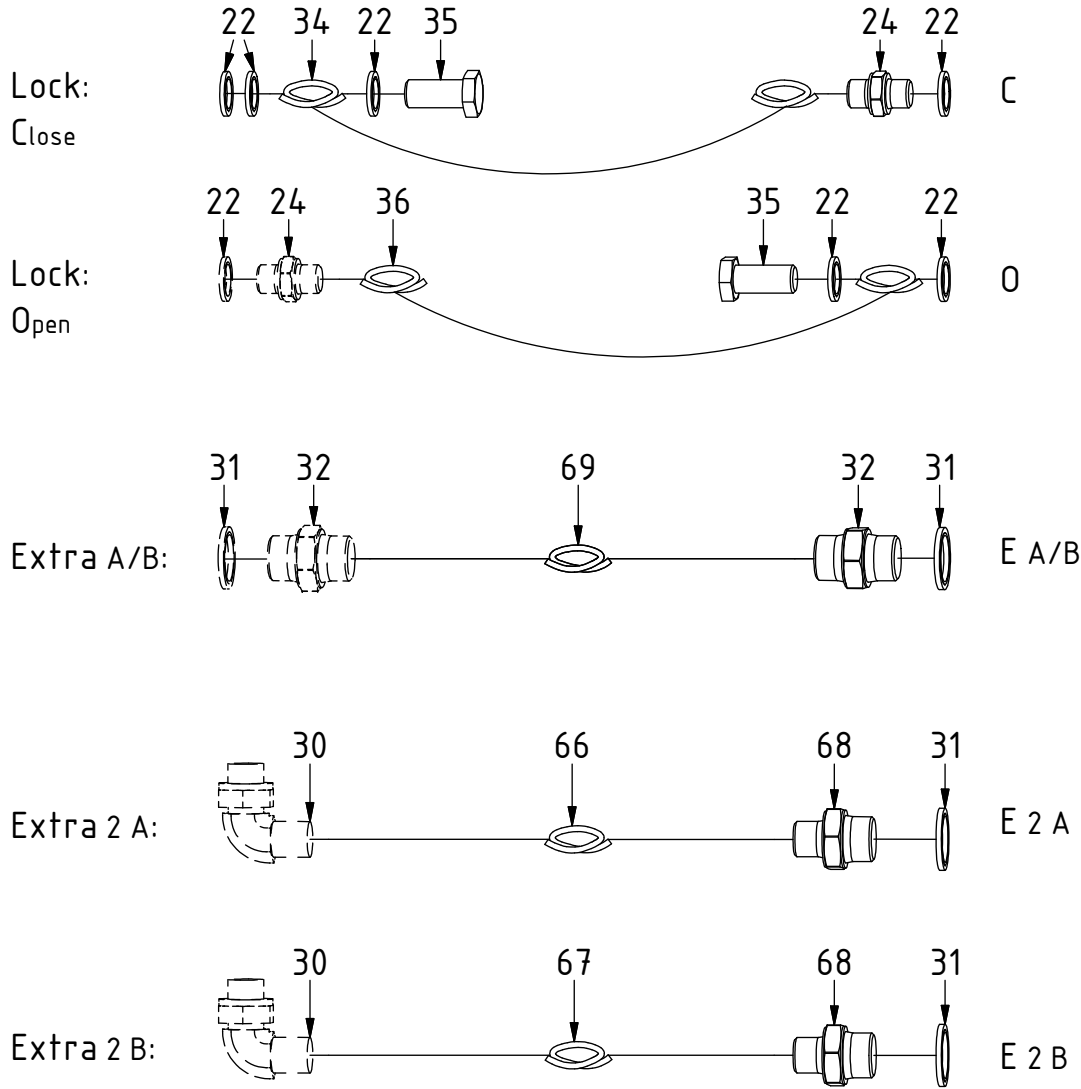 22 34 22 35 24 22
Lock:
Close
C
22 24 36 35 22 22
Lock:
Open
O
31 32 69 32 31
Extra A/B:
E A/B
30 66 68 31
Extra 2 A:
E 2 A
30 67 68 31
Extra 2 B:
E 2 B